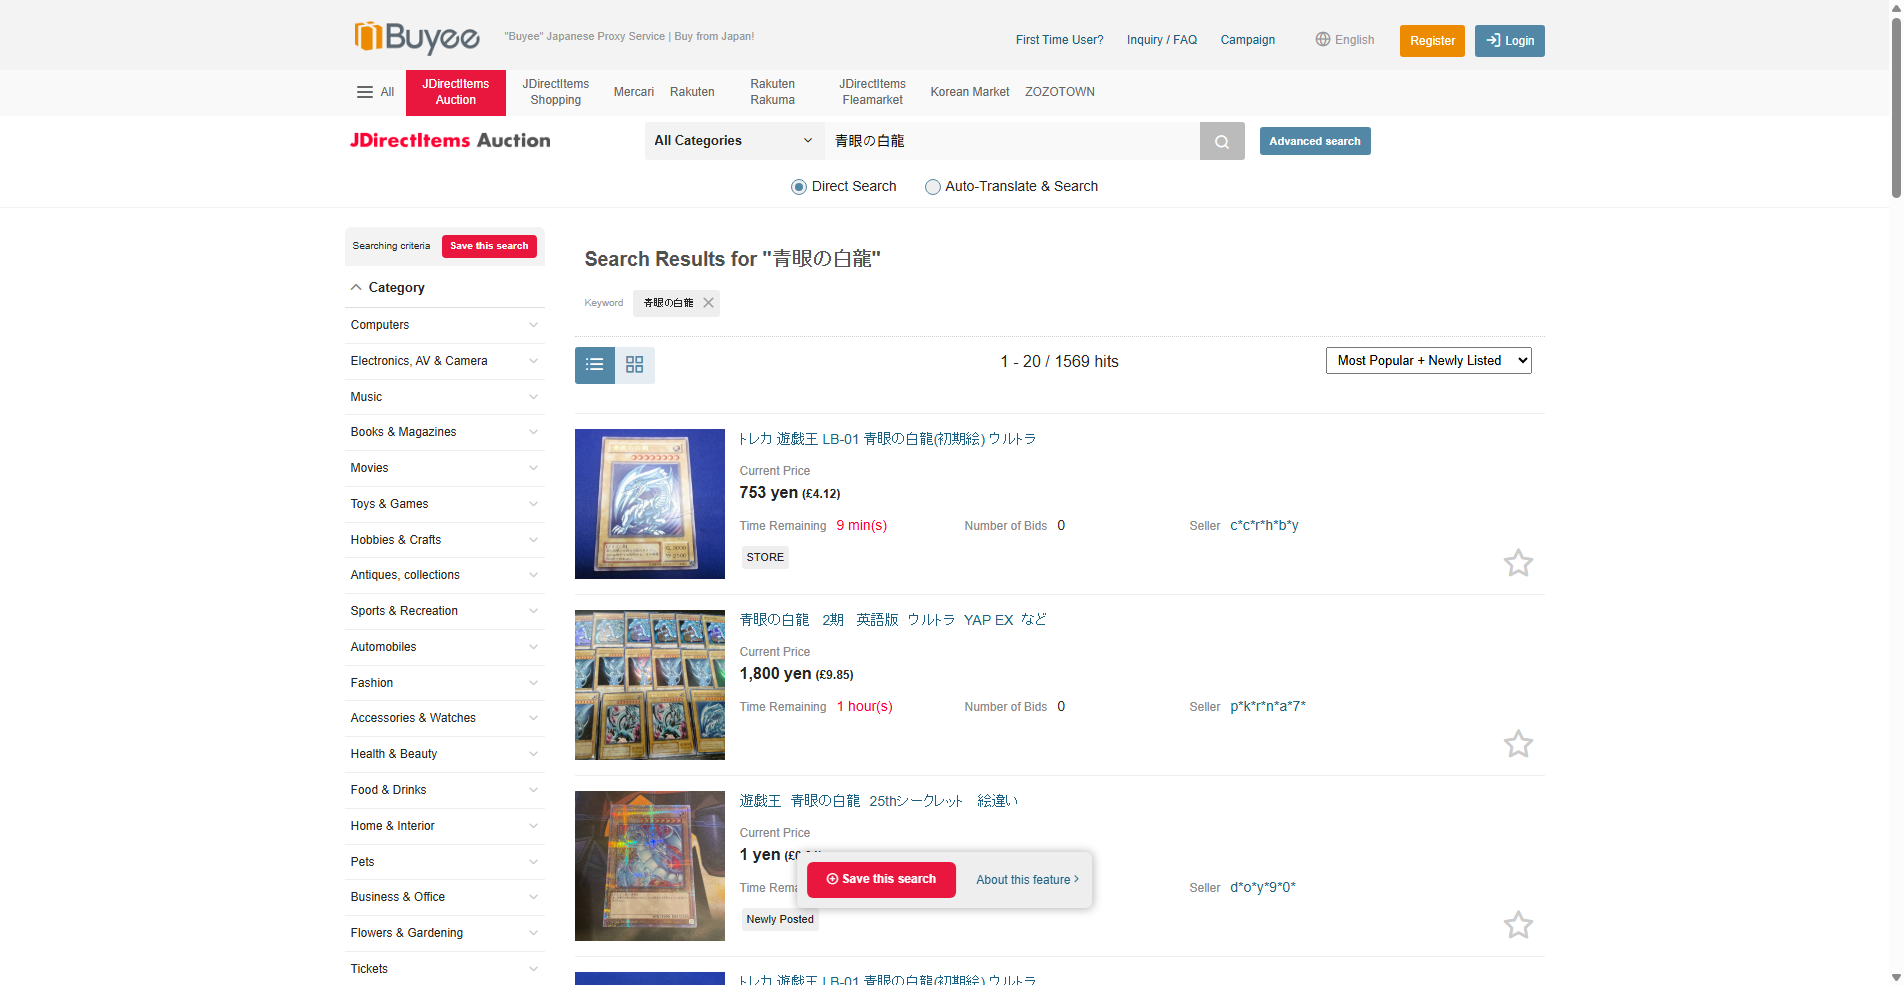 Buyee
"Buyee" Japanese Proxy Service | Buy from Japan!
First Time User?
Inquiry / FAQ
Campaign
English
Register
Login
All
JDirectItems
Auction
JDirectItems
Shopping
Mercari
Rakuten
Rakuten
Rakuma
JDirectItems
Fleamarket
Korean Market
ZOZOTOWN
JDirectItems Auction
All Categories
青眼の白龍
Advanced search
Direct Search
Auto-Translate & Search
Searching criteria
Save this search
Category
Computers
Electronics, AV & Camera
Music
Books & Magazines
Movies
Toys & Games
Hobbies & Crafts
Antiques, collections
Sports & Recreation
Automobiles
Fashion
Accessories & Watches
Health & Beauty
Food & Drinks
Home & Interior
Pets
Business & Office
Flowers & Gardening
Tickets
Search Results for "青眼の白龍"
Keyword
青眼の白龍
1 - 20 / 1569 hits
Most Popular + Newly Listed
トレカ 遊戯王 LB-01 青眼の白龍(初期絵) ウルトラ
Current Price
753 yen (£4.12)
Time Remaining 9 min(s)
Number of Bids 0
Seller c*c*r*h*b*y
STORE
青眼の白龍 2期 英語版 ウルトラ YAP EX など
Current Price
1,800 yen (£9.85)
Time Remaining 1 hour(s)
Number of Bids 0
Seller p*k*r*n*a*7*
遊戯王 青眼の白龍 25thシークレット 絵違い
Current Price
1 yen
Time Rema
Seller d*o*y*9*0*
Newly Posted
Save this search
About this feature
トレカ 遊戯王 LB-01 青眼の白龍(初期絵) ウルトラ